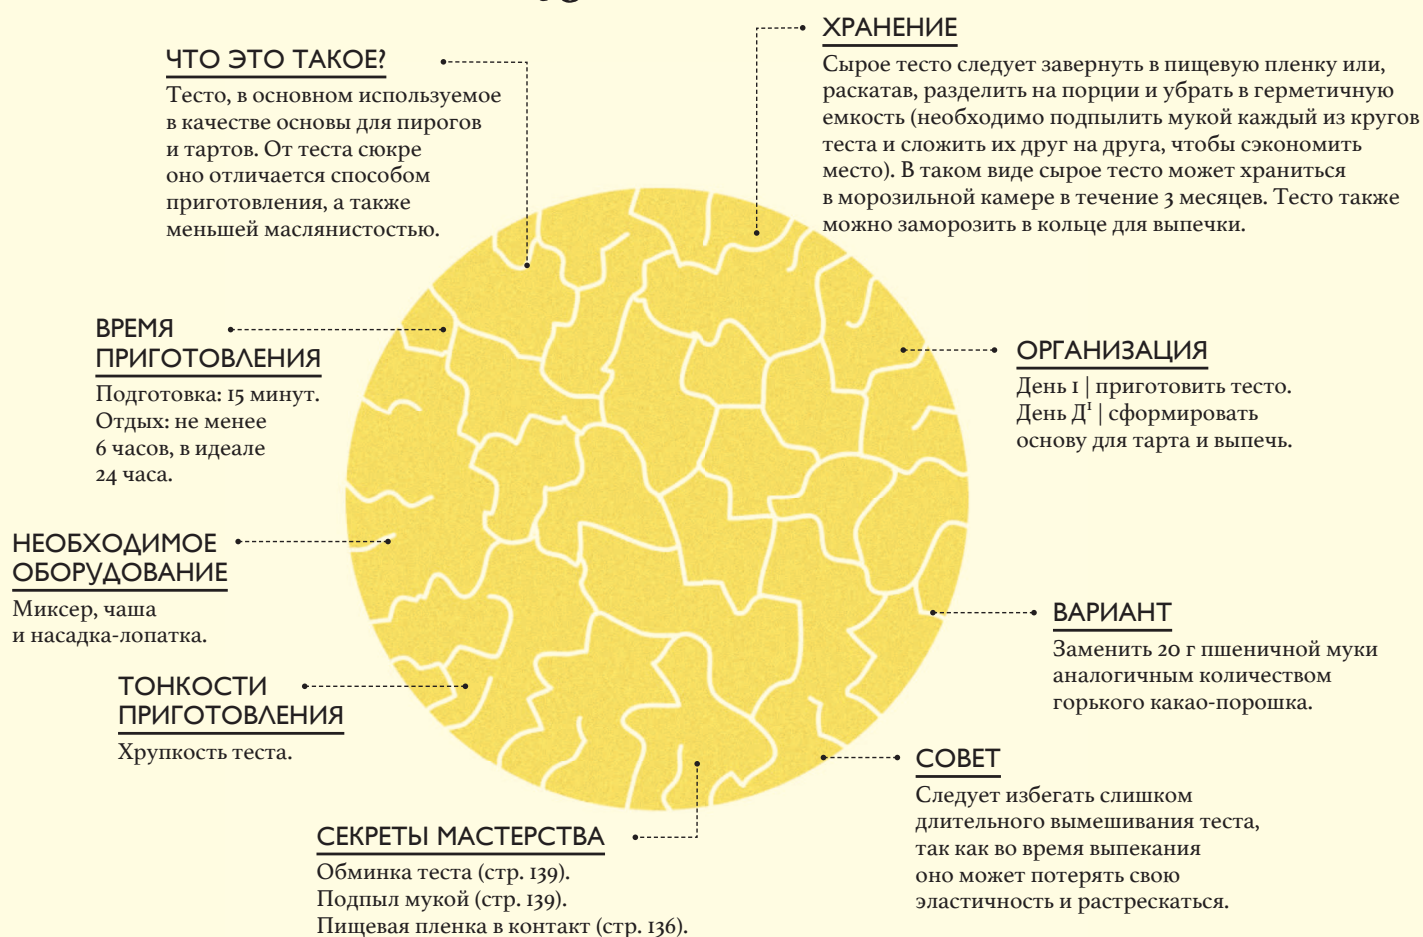 ЧТО ЭТО ТАКОЕ?
Тесто, в основном используемое
в качестве основы для пирогов
и тартов. От теста сюкре
оно отличается способом
приготовления, а также
меньшей маслянистостью.
ХРАНЕНИЕ
Сырое тесто следует завернуть в пищевую пленку или,
раскатав, разделить на порции и убрать в герметичную
емкость (необходимо подпылить мукой каждый из кругов
теста и сложить их друг на друга, чтобы сэкономить
место). В таком виде сырое тесто может храниться
в морозильной камере в течение 3 месяцев. Тесто также
можно заморозить в кольце для выпечки.
ВРЕМЯ
ПРИГОТОВЛЕНИЯ
Подготовка: 15 минут.
Отдых: не менее
6 часов, в идеале
24 часа.
ОРГАНИЗАЦИЯ
День 1 | приготовить тесто.
День Д¹ | сформировать
основу для тарта и выпечь.
НЕОБХОДИМОЕ
ОБОРУДОВАНИЕ
Миксер, чаша
и насадка-лопатка.
ВАРИАНТ
Заменить 20 г пшеничной муки
аналогичным количеством
горького какао-порошка.
ТОНКОСТИ
ПРИГОТОВЛЕНИЯ
Хрупкость теста.
СОВЕТ
Следует избегать слишком
длительного вымешивания теста,
так как во время выпекания
оно может потерять свою
эластичность и растрескаться.
СЕКРЕТЫ МАСТЕРСТВА
Обминка теста (стр. 139).
Подпыл мукой (стр. 139).
Пищевая пленка в контакт (стр. 136).